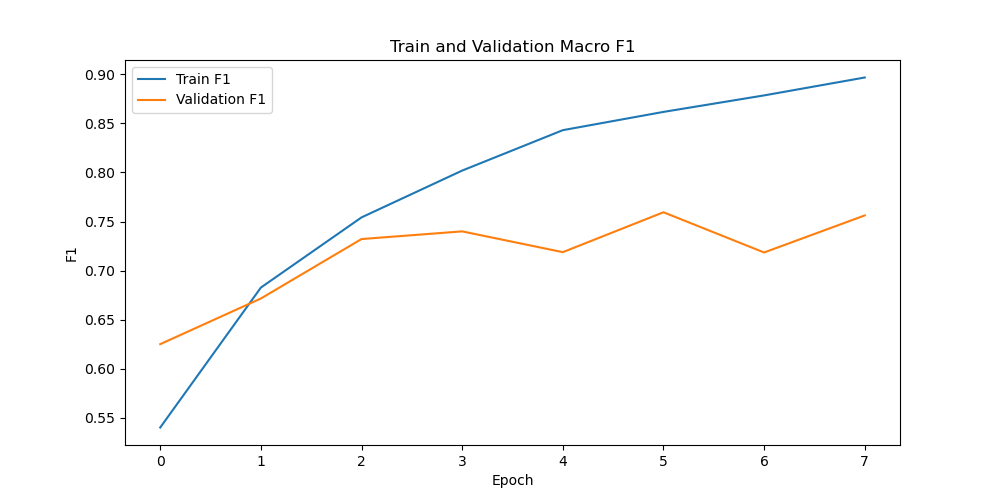 Train and Validation Macro F1
Train F1
Validation F1
F1
0.90
0.85
0.80
0.75
0.70
0.65
0.60
0.55
0 1 2 3 4 5 6 7
Epoch